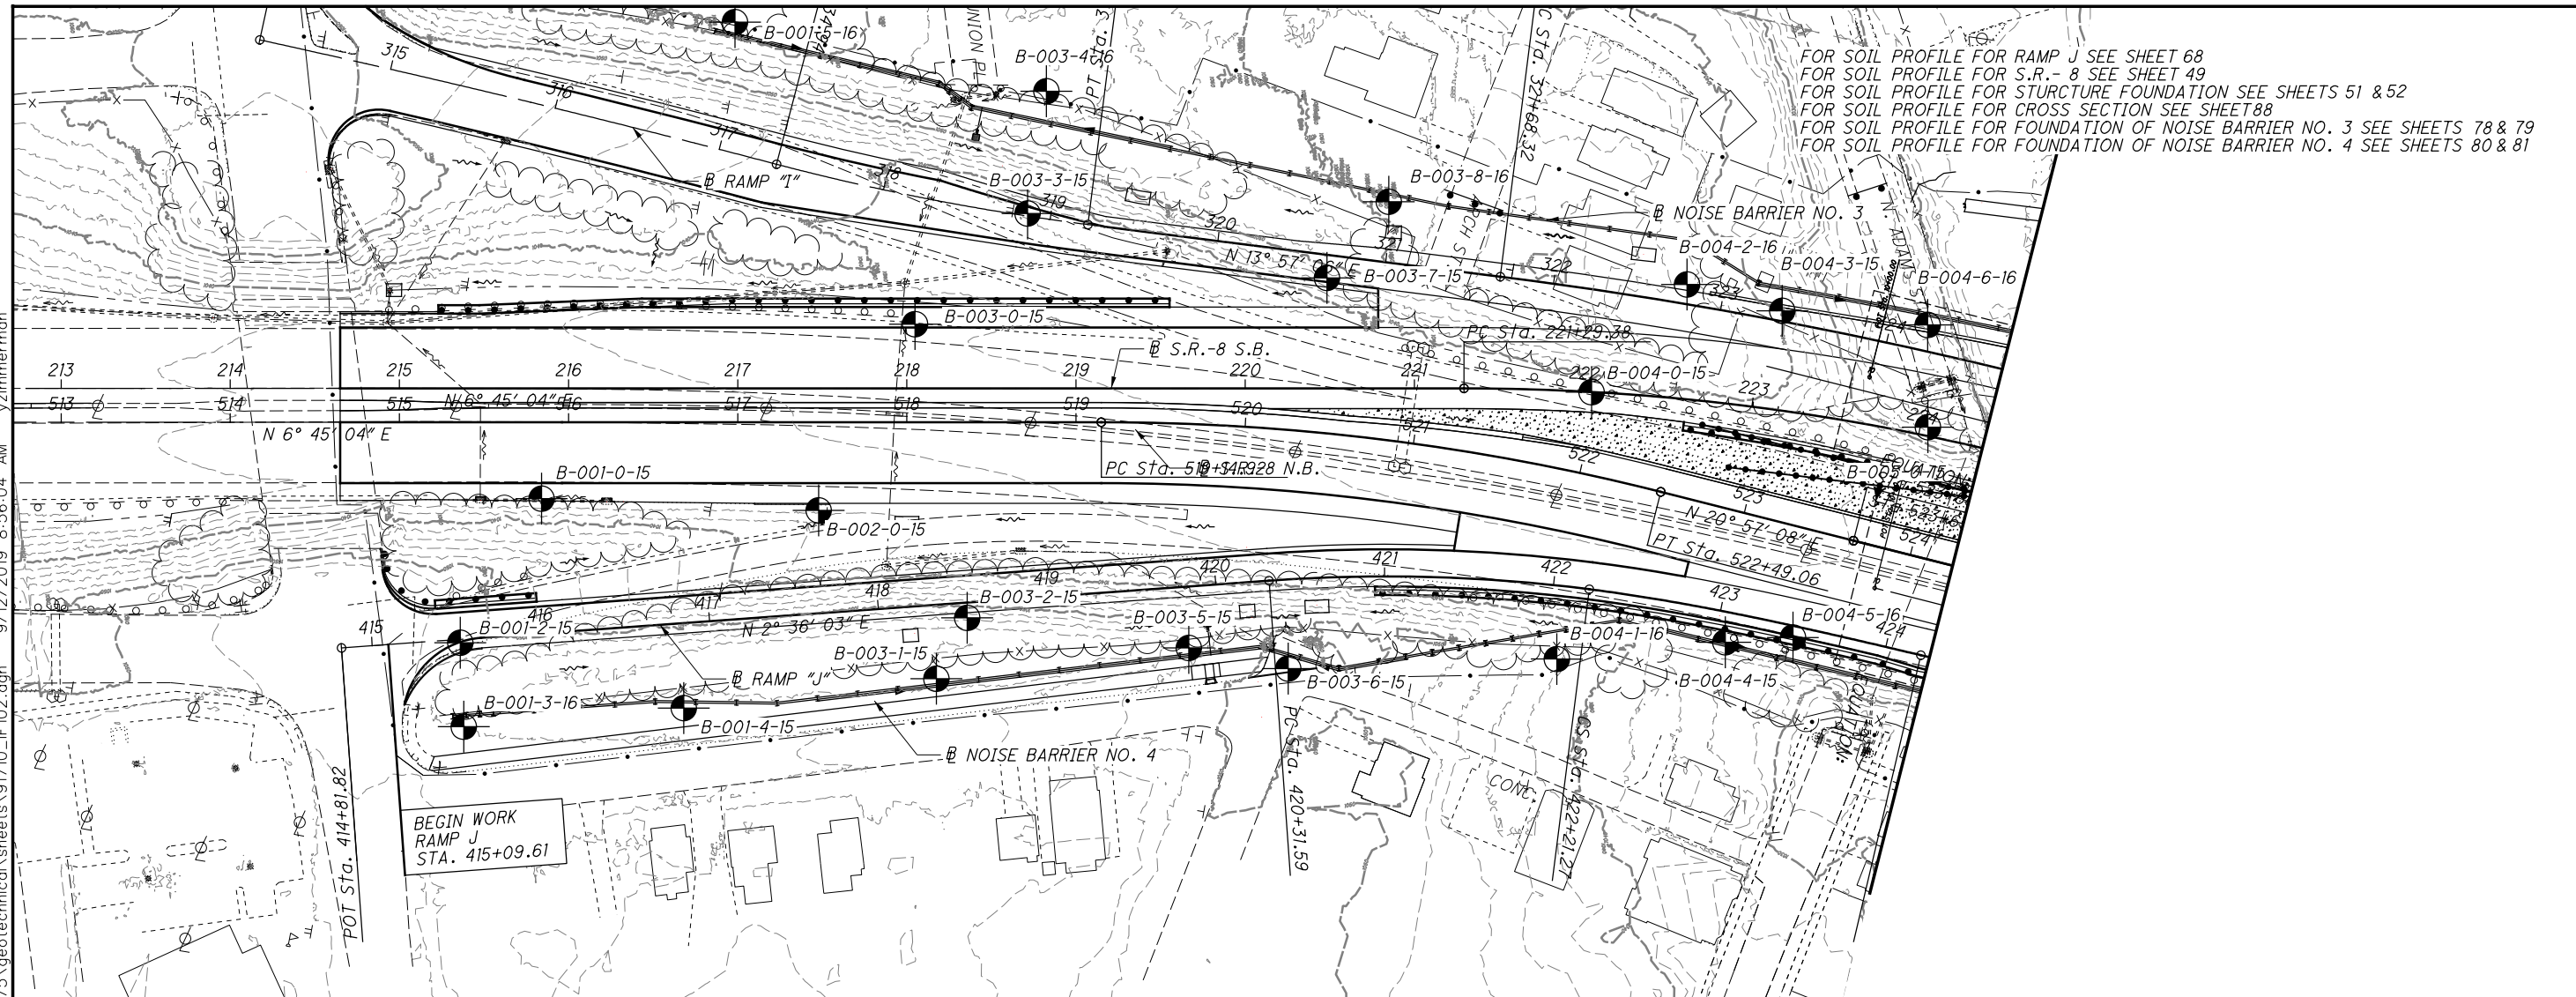 FOR SOIL PROFILE FOR RAMP J SEE SHEET 68
FOR SOIL PROFILE FOR S.R.- 8 SEE SHEET 49
FOR SOIL PROFILE FOR STURCTURE FOUNDATION SEE SHEETS 51 & 52
FOR SOIL PROFILE FOR CROSS SECTION SEE SHEET88
FOR SOIL PROFILE FOR FOUNDATION OF NOISE BARRIER NO. 3 SEE SHEETS 78 & 79
FOR SOIL PROFILE FOR FOUNDATION OF NOISE BARRIER NO. 4 SEE SHEETS 80 & 81
B-003-4-16
315
316
317
318
319
320
321
322
323
B RAMP "I"
B-003-3-15
B-003-8-16
B NOISE BARRIER NO. 3
B-004-2-16
B-004-3-15
B-004-6-16
B-003-7-15
B-003-0-15
PC Sta. 221+29.38
B S.R.-8 S.B.
213
214
215
216
217
218
219
220
221
222
223
B-004-0-15
513
514
515
516
517
518
519
520
521
522
523
524
N 6° 45' 04" E
N 6° 45' 04" E
N 20° 57' 08" E
PT Sta. 522+49.06
B-001-0-15
B-002-0-15
415
416
417
418
419
420
421
422
423
424
B-001-2-15
B-003-2-15
N 2° 36' 03" E
B-003-5-15
B-004-1-16
B-004-5-16
B-003-1-15
B RAMP "J"
B-003-6-15
B-004-4-15
B-001-3-16
B-001-4-15
B NOISE BARRIER NO. 4
POT Sta. 414+81.82
PC Sta. 420+31.59
CS Sta. 422+21.27
CONC.
BEGIN WORK
RAMP J
STA. 415+09.61
9/12/2019 8:56:04 AM yzimmerman